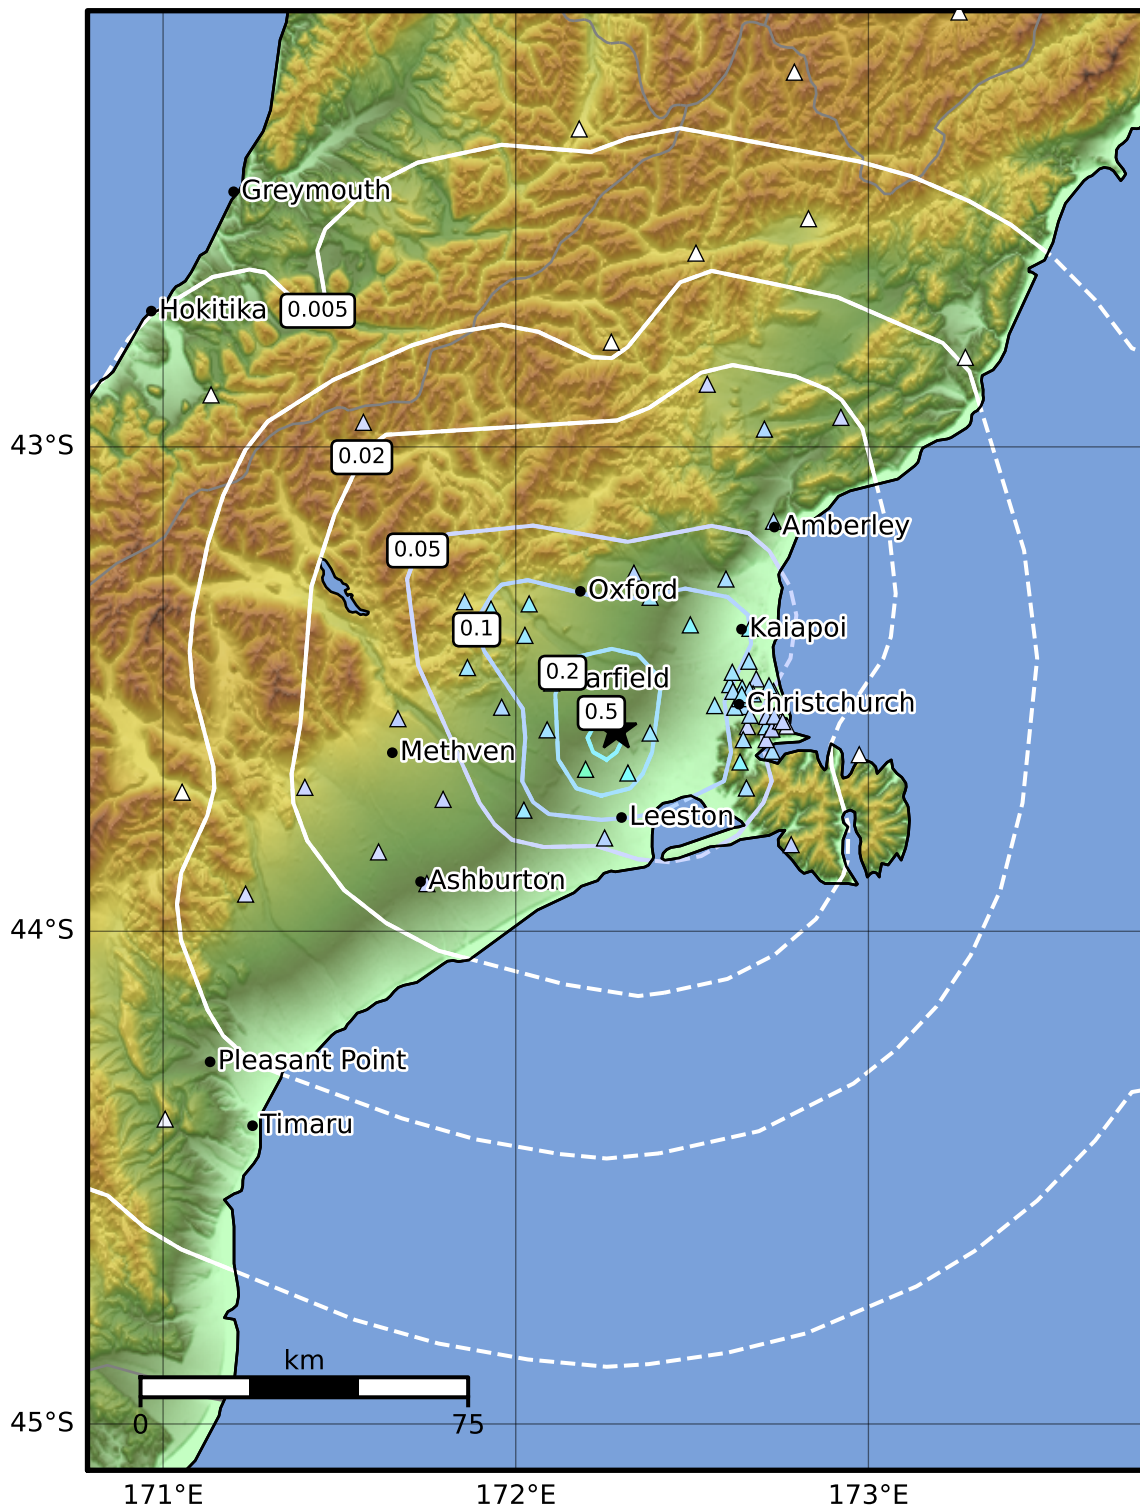 Greymouth
Hokitika
0.005
43°S
0.02
Amberley
0.05
Oxford
0.1
Kaiapoi
0.2
arfield
0.5
Christchurch
Methven
Leeston
Ashburton
44°S
Pleasant Point
Timaru
km
0
75
45°S
171°E
172°E
173°E